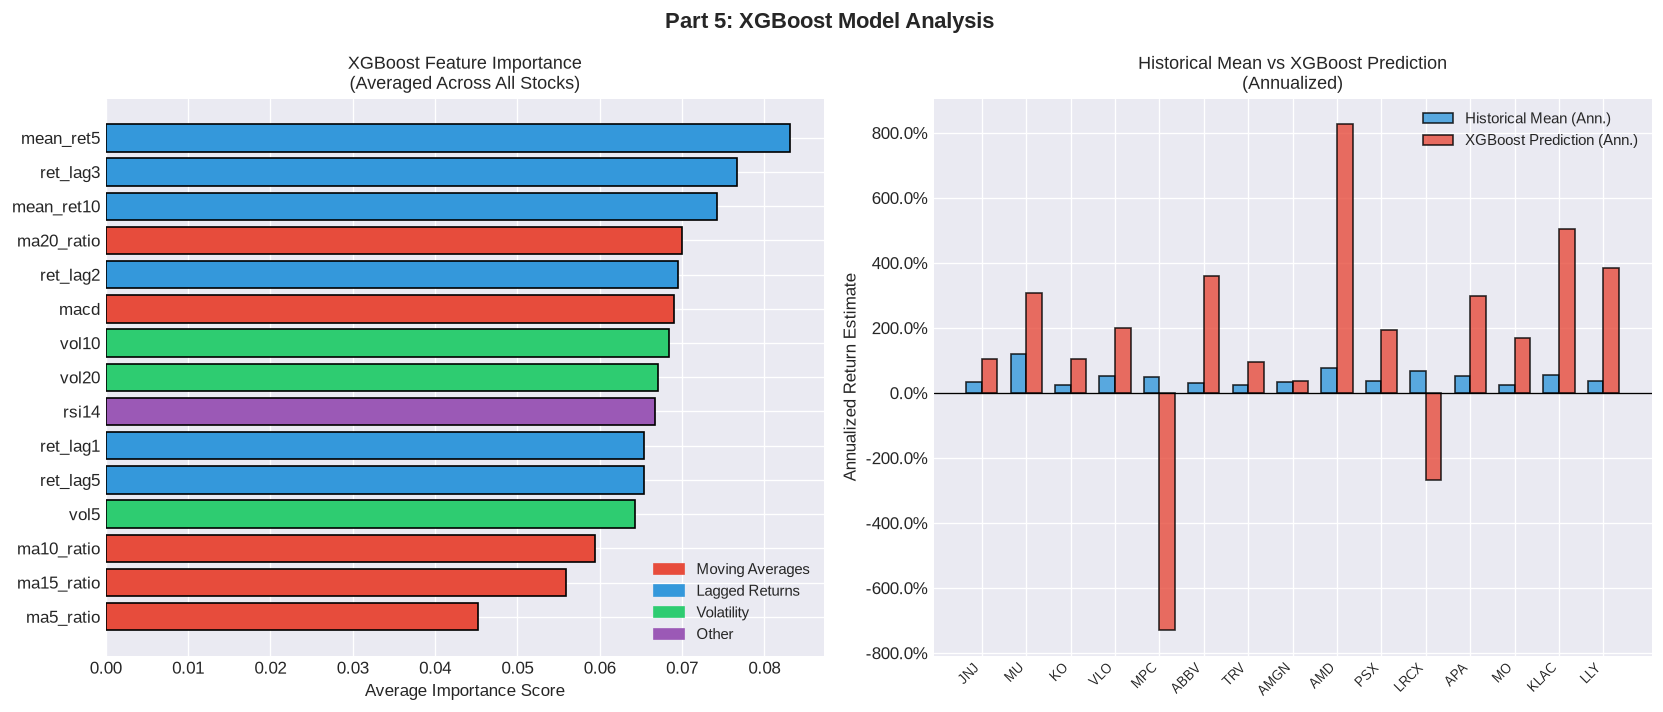 Part 5: XGBoost Model Analysis
XGBoost Feature Importance
(Averaged Across All Stocks)
mean_ret5
ret_lag3
mean_ret10
ma20_ratio
ret_lag2
macd
vol10
vol20
rsi14
ret_lag1
ret_lag5
vol5
ma10_ratio
ma15_ratio
ma5_ratio
Moving Averages
Lagged Returns
Volatility
Other
0.00 0.01 0.02 0.03 0.04 0.05 0.06 0.07 0.08
Average Importance Score
Historical Mean vs XGBoost Prediction
(Annualized)
Historical Mean (Ann.)
XGBoost Prediction (Ann.)
Annualized Return Estimate
800.0%
600.0%
400.0%
200.0%
0.0%
-200.0%
-400.0%
-600.0%
-800.0%
JNJ MU KO VLO MPC ABBV TRV AMGN AMD PSX LRCX APA MO KLAC LLY